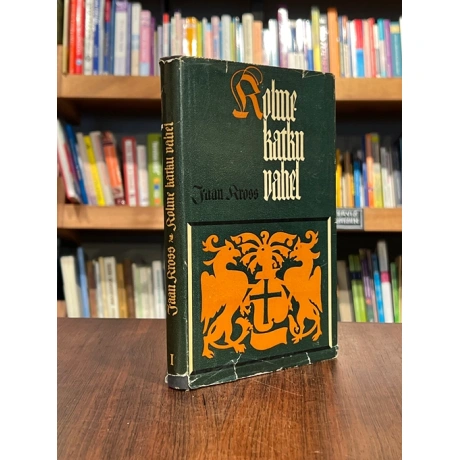 Kolme
katku
vahel
Jaan Kross
Jaan Kross Kolme katku vahel
I